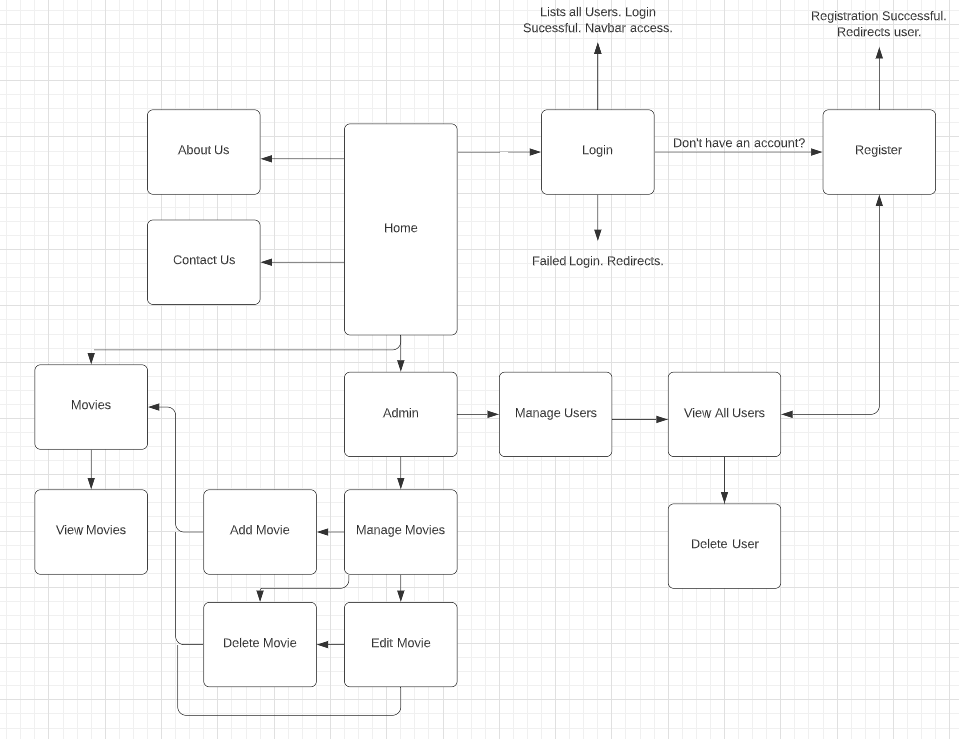 Lists all Users. Login
Sucessful. Navbar access.
Registration Successful.
Redirects user.
About Us
Login
Don't have an account?
Register
Home
Contact Us
Failed Login. Redirects.
Movies
Admin
Manage Users
View All Users
View Movies
Add Movie
Manage Movies
Delete User
Delete Movie
Edit Movie